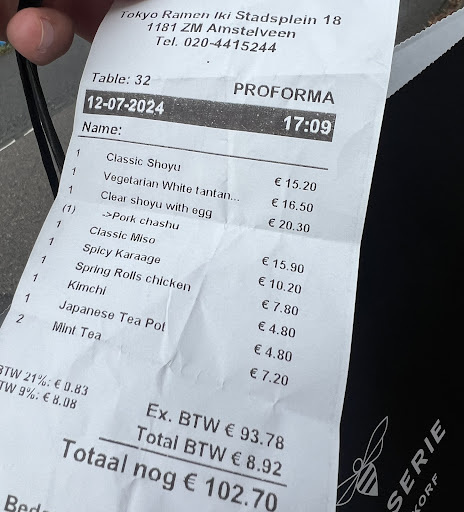 Tokyo Ramen Iki Stadsplein 18
1181 ZM Amstelveen
Tel. 020-4415244
Table: 32 PROFORMA
12-07-2024 17:09
Name:
1 Classic Shoyu € 15.20
1 Vegetarian White tantan... € 16.50
1 Clear shoyu with egg € 20.30
(1) ->Pork chashu
1 Classic Miso € 15.90
1 Spicy Karaage € 10.20
1 Spring Rolls chicken € 7.80
1 Kimchi € 4.80
1 Japanese Tea Pot € 4.80
2 Mint Tea € 7.20
BTW 21%: € 0.83
TW 9%: € 8.08
Ex. BTW € 93.78
Total BTW € 8.92
Totaal nog € 102.70
SERIE
KORF